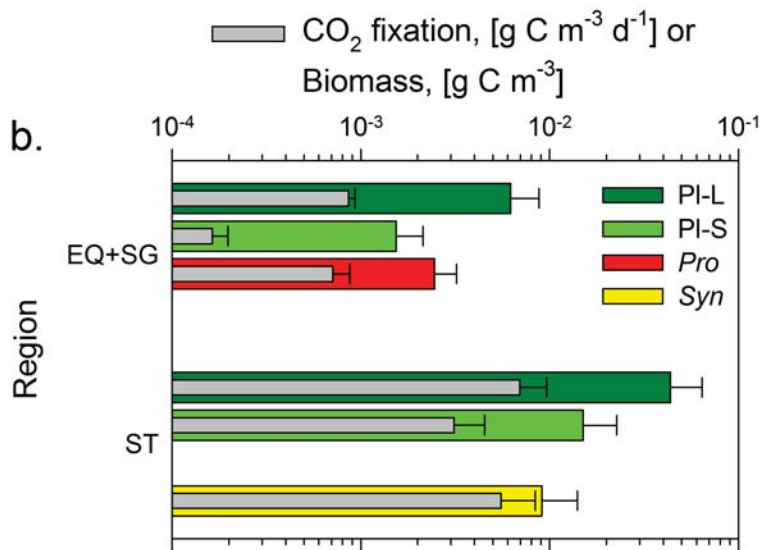 CO₂ fixation, [g C m⁻³ d⁻¹] or
Biomass, [g C m⁻³]
b.
10⁻⁴ 10⁻³ 10⁻² 10⁻¹
Pl-L
Pl-S
Pro
Syn
EQ+SG
Region
ST